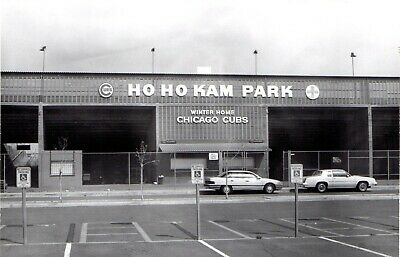 HO HO KAM PARK
WINTER HOME
CHICAGO CUBS